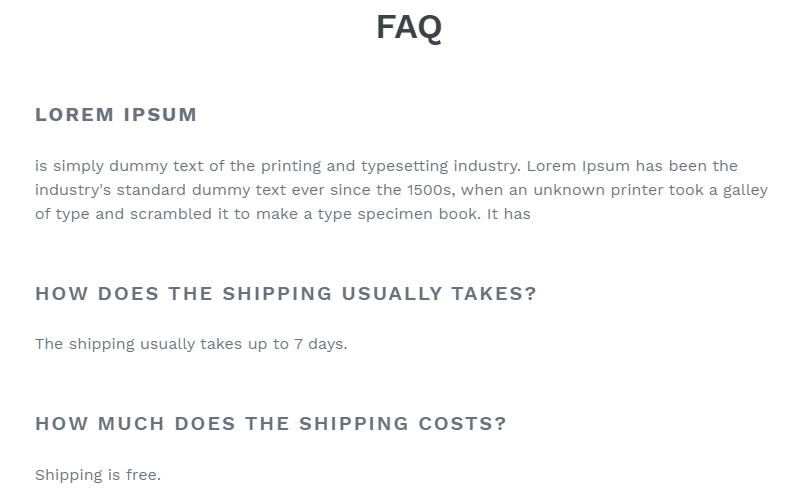 FAQ
LOREM IPSUM
is simply dummy text of the printing and typesetting industry. Lorem Ipsum has been the
industry's standard dummy text ever since the 1500s, when an unknown printer took a galley
of type and scrambled it to make a type specimen book. It has
HOW DOES THE SHIPPING USUALLY TAKES?
The shipping usually takes up to 7 days.
HOW MUCH DOES THE SHIPPING COSTS?
Shipping is free.